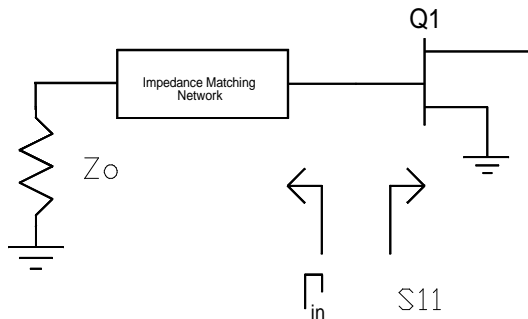 Q1
Impedance Matching
Network
Zo
Γin
S11